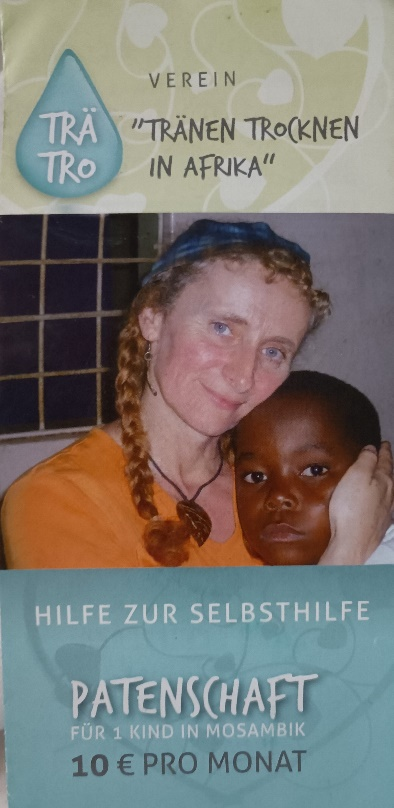 VEREIN
TRÄ
TRO
"TRÄNEN TROCKNEN
IN AFRIKA"
HILFE ZUR SELBSTHILFE
PATENSCHAFT
FÜR 1 KIND IN MOSAMBIK
10 € PRO MONAT